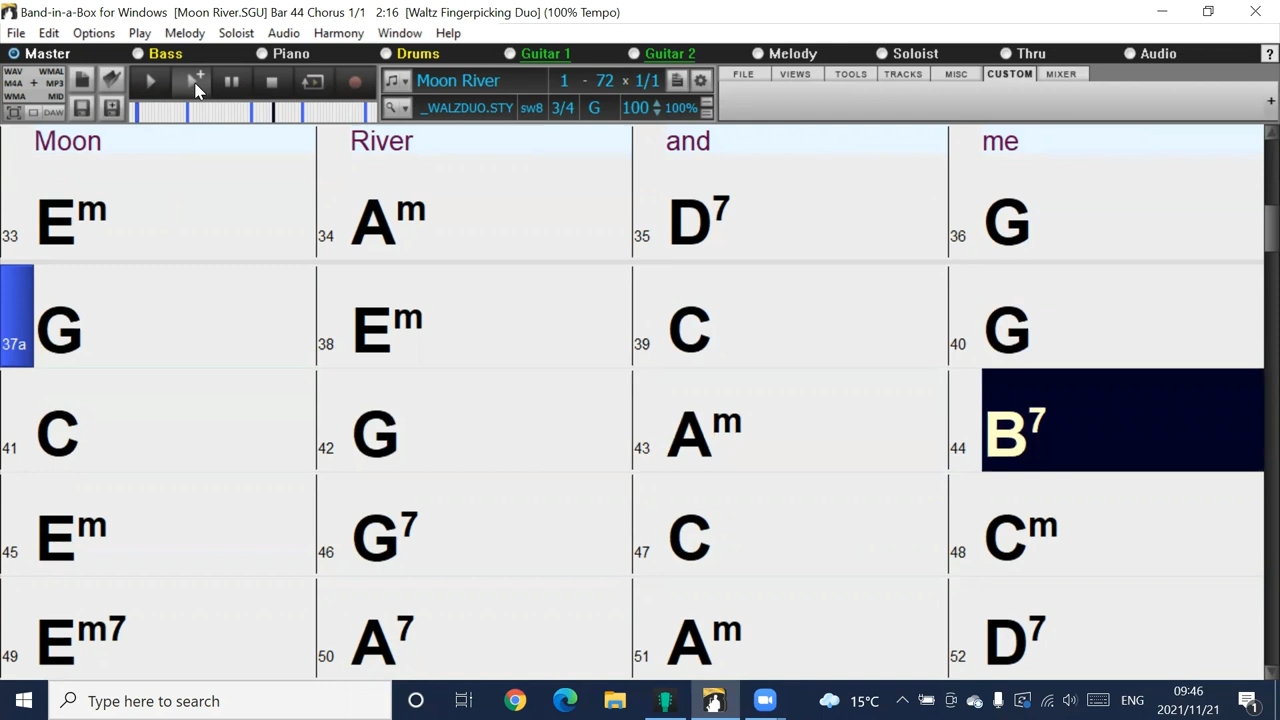 Band-in-a-Box for Windows [Moon River.SGU] Bar 44 Chorus 1/1 2:16 [Waltz Fingerpicking Duo] (100% Tempo)
File Edit Options Play Melody Soloist Audio Harmony Window Help
Master Bass Piano Drums Guitar 1 Guitar 2 Melody Soloist Thru Audio ?
WAV WMAL
M4A + MP3
WMA MID
DAW
Moon River 1 - 72 x 1/1
_WALZDUO.STY sw8 3/4 G 100 100%
FILE VIEWS TOOLS TRACKS MISC CUSTOM MIXER
+
Moon River and me
33 Em 34 Am 35 D7 36 G
37a G 38 Em 39 C 40 G
41 C 42 G 43 Am 44 B7
45 Em 46 G7 47 C 48 Cm
49 Em7 50 A7 51 Am 52 D7
Type here to search
15°C
ENG
09:46
2021/11/21
1